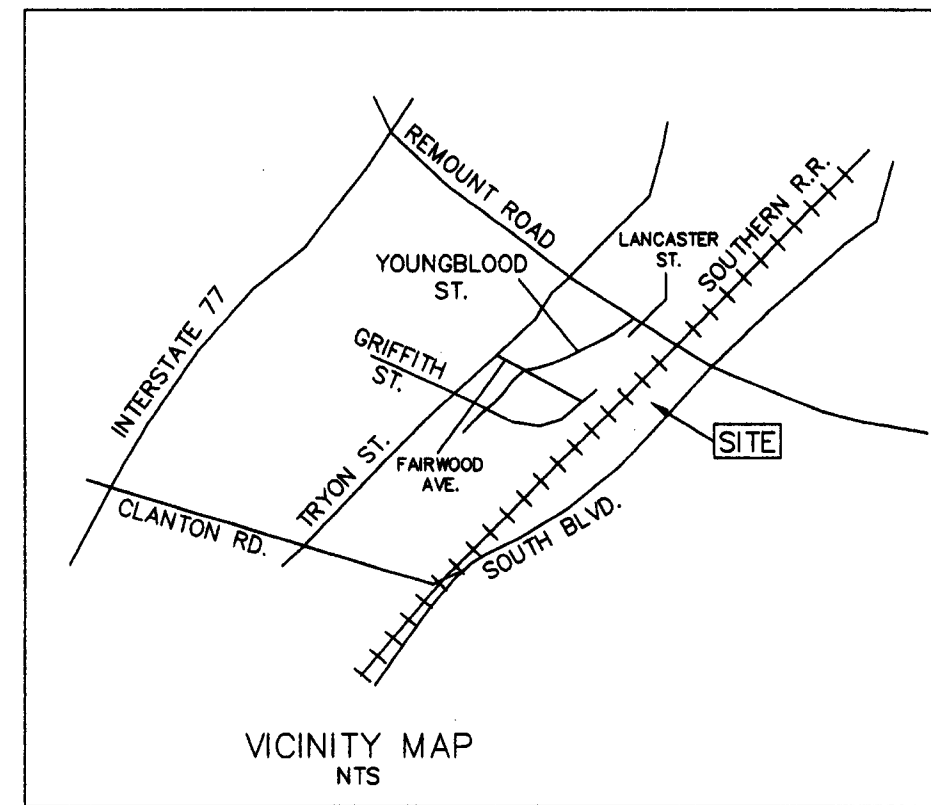 REMOUNT ROAD
SOUTHERN R.R.
LANCASTER
ST.
YOUNGBLOOD
ST.
INTERSTATE 77
GRIFFITH
ST.
SITE
FAIRWOOD
AVE.
TRYON ST.
CLANTON RD.
SOUTH BLVD.
VICINITY MAP
NTS